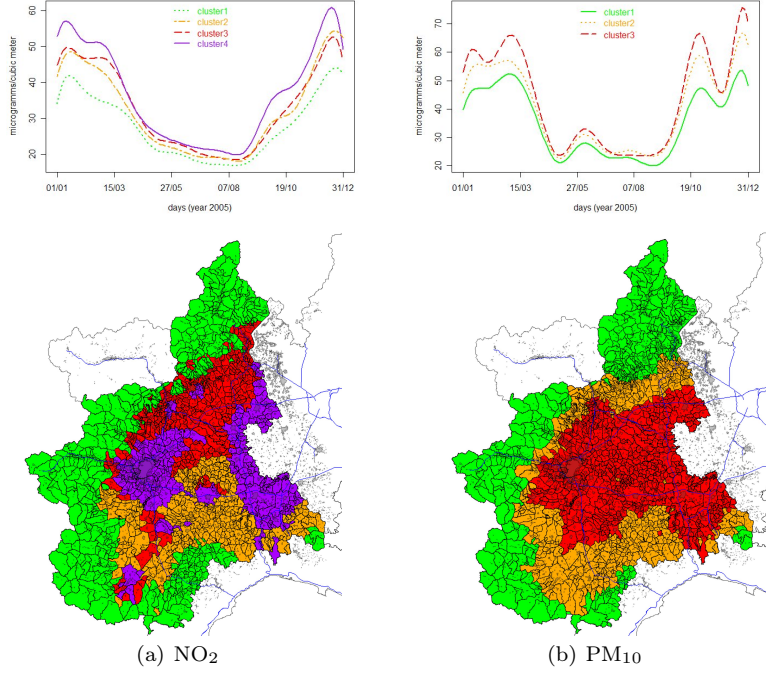 microgramms/cubic meter
60
50
40
30
20
cluster1
cluster2
cluster3
cluster4
01/01
15/03
27/05
07/08
19/10
31/12
days (year 2005)
microgramms/cubic meter
70
60
50
40
30
20
cluster1
cluster2
cluster3
01/01
15/03
27/05
07/08
19/10
31/12
days (year 2005)
(a) NO₂
(b) PM₁₀